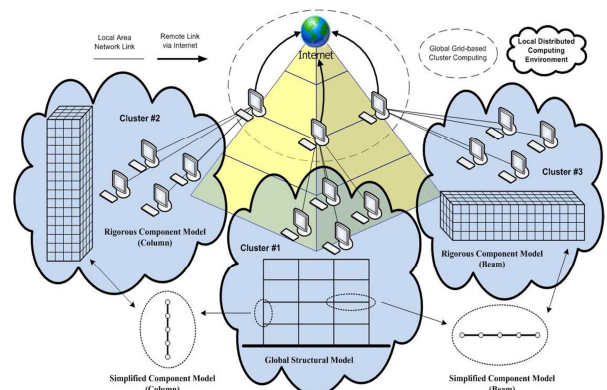 Local Area
Network Link
Remote Link
via Internet
Internet
Global Grid-based
Cluster Computing
Local Distributed
Computing
Environment
Cluster #2
Rigorous Component Model
(Column)
Cluster #3
Rigorous Component Model
(Beam)
Cluster #1
Global Structural Model
Simplified Component Model
(Column)
Simplified Component Model
(Beam)